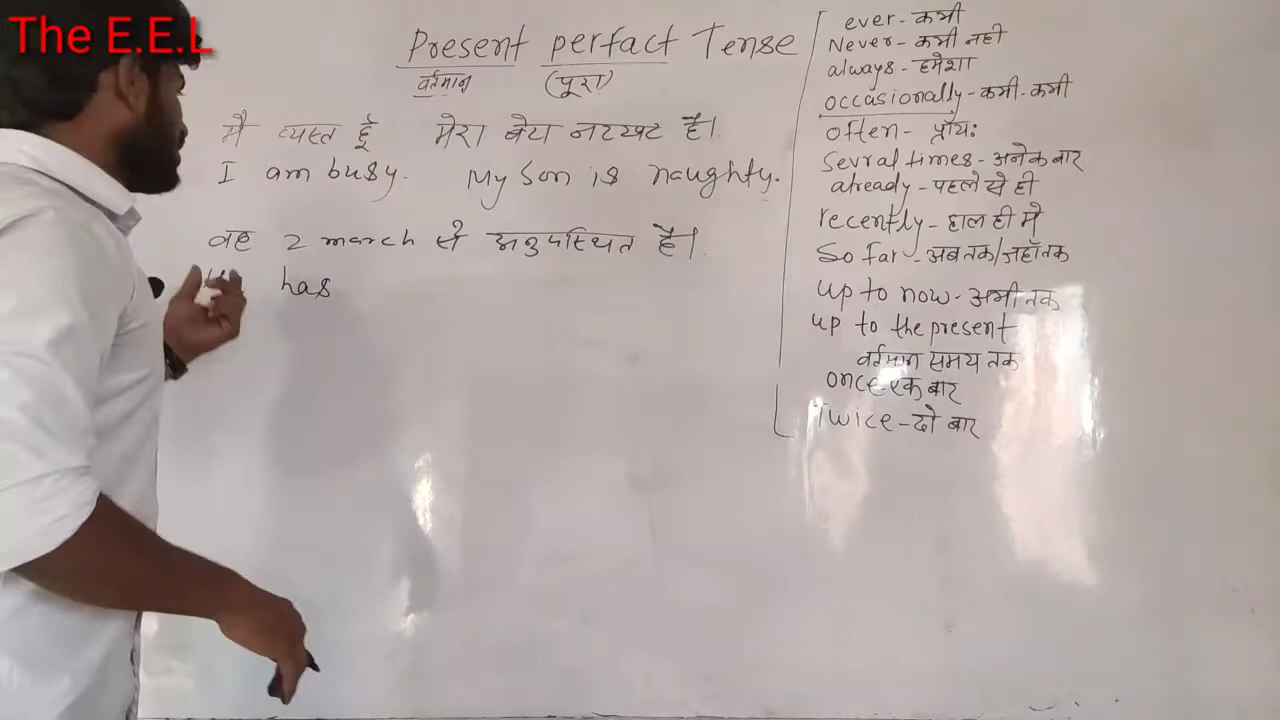 The E.E.L
Present perfact Tense
वर्तमान (पूरा)
मै व्यस्त हूँ मेरा बेटा नटखट है।
I am busy. My Son is naughty.
वह 2 march से अनुपस्थित है।
has
ever - कभी
Never - कभी नही
always - हमेशा
occasionally - कभी-कभी
often - प्रॉय:
Sevral times - अनेक बार
already - पहले से ही
recently - हाल ही मे
So far - अब तक/जहाँ तक
up to now - अभी तक
up to the present
वर्तमान समय तक
once - एक बार
Twice - दो बार